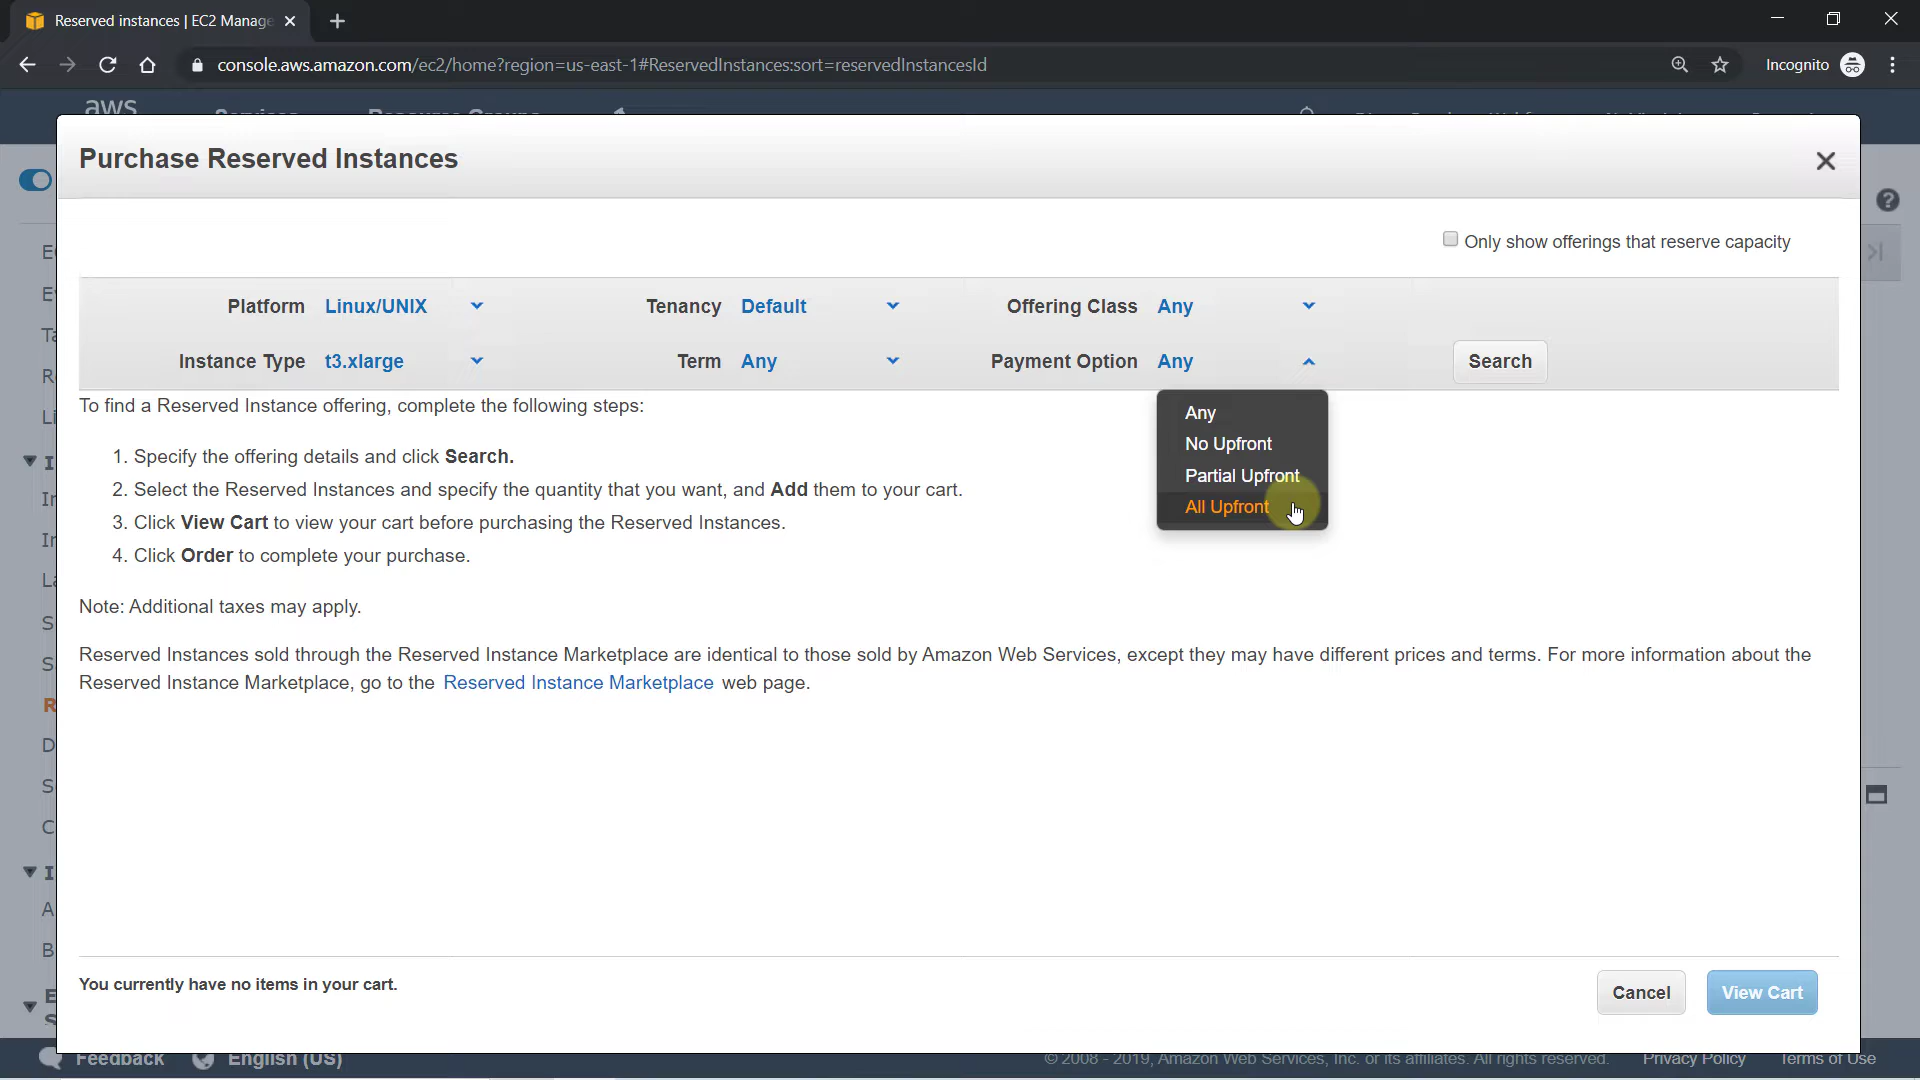 Reserved instances | EC2 Manage
console.aws.amazon.com/ec2/home?region=us-east-1#ReservedInstances:sort=reservedInstancesId
Incognito
aws
Services Resource Groups
Purchase Reserved Instances
Only show offerings that reserve capacity
Platform Linux/UNIX Tenancy Default Offering Class Any
Instance Type t3.xlarge Term Any Payment Option Any Search
Any
No Upfront
Partial Upfront
All Upfront
To find a Reserved Instance offering, complete the following steps:
1. Specify the offering details and click Search.
2. Select the Reserved Instances and specify the quantity that you want, and Add them to your cart.
3. Click View Cart to view your cart before purchasing the Reserved Instances.
4. Click Order to complete your purchase.
Note: Additional taxes may apply.
Reserved Instances sold through the Reserved Instance Marketplace are identical to those sold by Amazon Web Services, except they may have different prices and terms. For more information about the
Reserved Instance Marketplace, go to the Reserved Instance Marketplace web page.
You currently have no items in your cart.
Cancel View Cart
Feedback English (US) © 2008 - 2019, Amazon Web Services, Inc. or its affiliates. All rights reserved. Privacy Policy Terms of Use